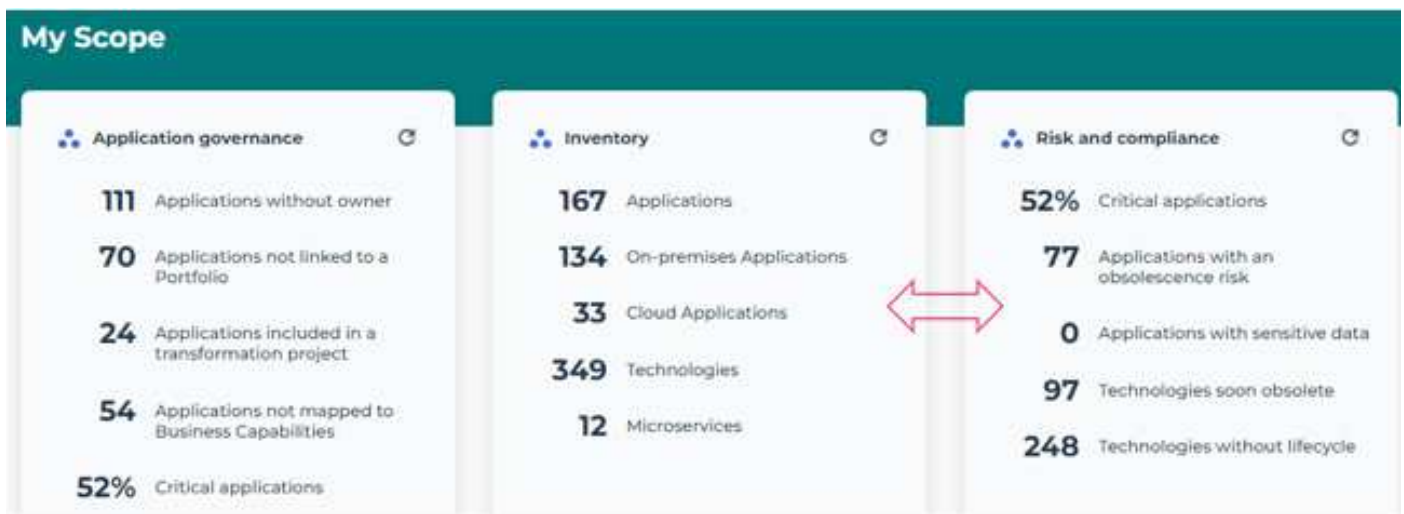 My Scope
Application governance
111 Applications without owner
70 Applications not linked to a
Portfolio
24 Applications included in a
transformation project
54 Applications not mapped to
Business Capabilities
52% Critical applications
Inventory
167 Applications
134 On-premises Applications
33 Cloud Applications
349 Technologies
12 Microservices
Risk and compliance
52% Critical applications
77 Applications with an
obsolescence risk
0 Applications with sensitive data
97 Technologies soon obsolete
248 Technologies without lifecycle